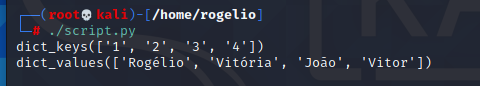 (root💀kali)-[/home/rogelio]
# ./script.py
dict_keys(['1', '2', '3', '4'])
dict_values(['Rogélio', 'Vitória', 'João', 'Vitor'])